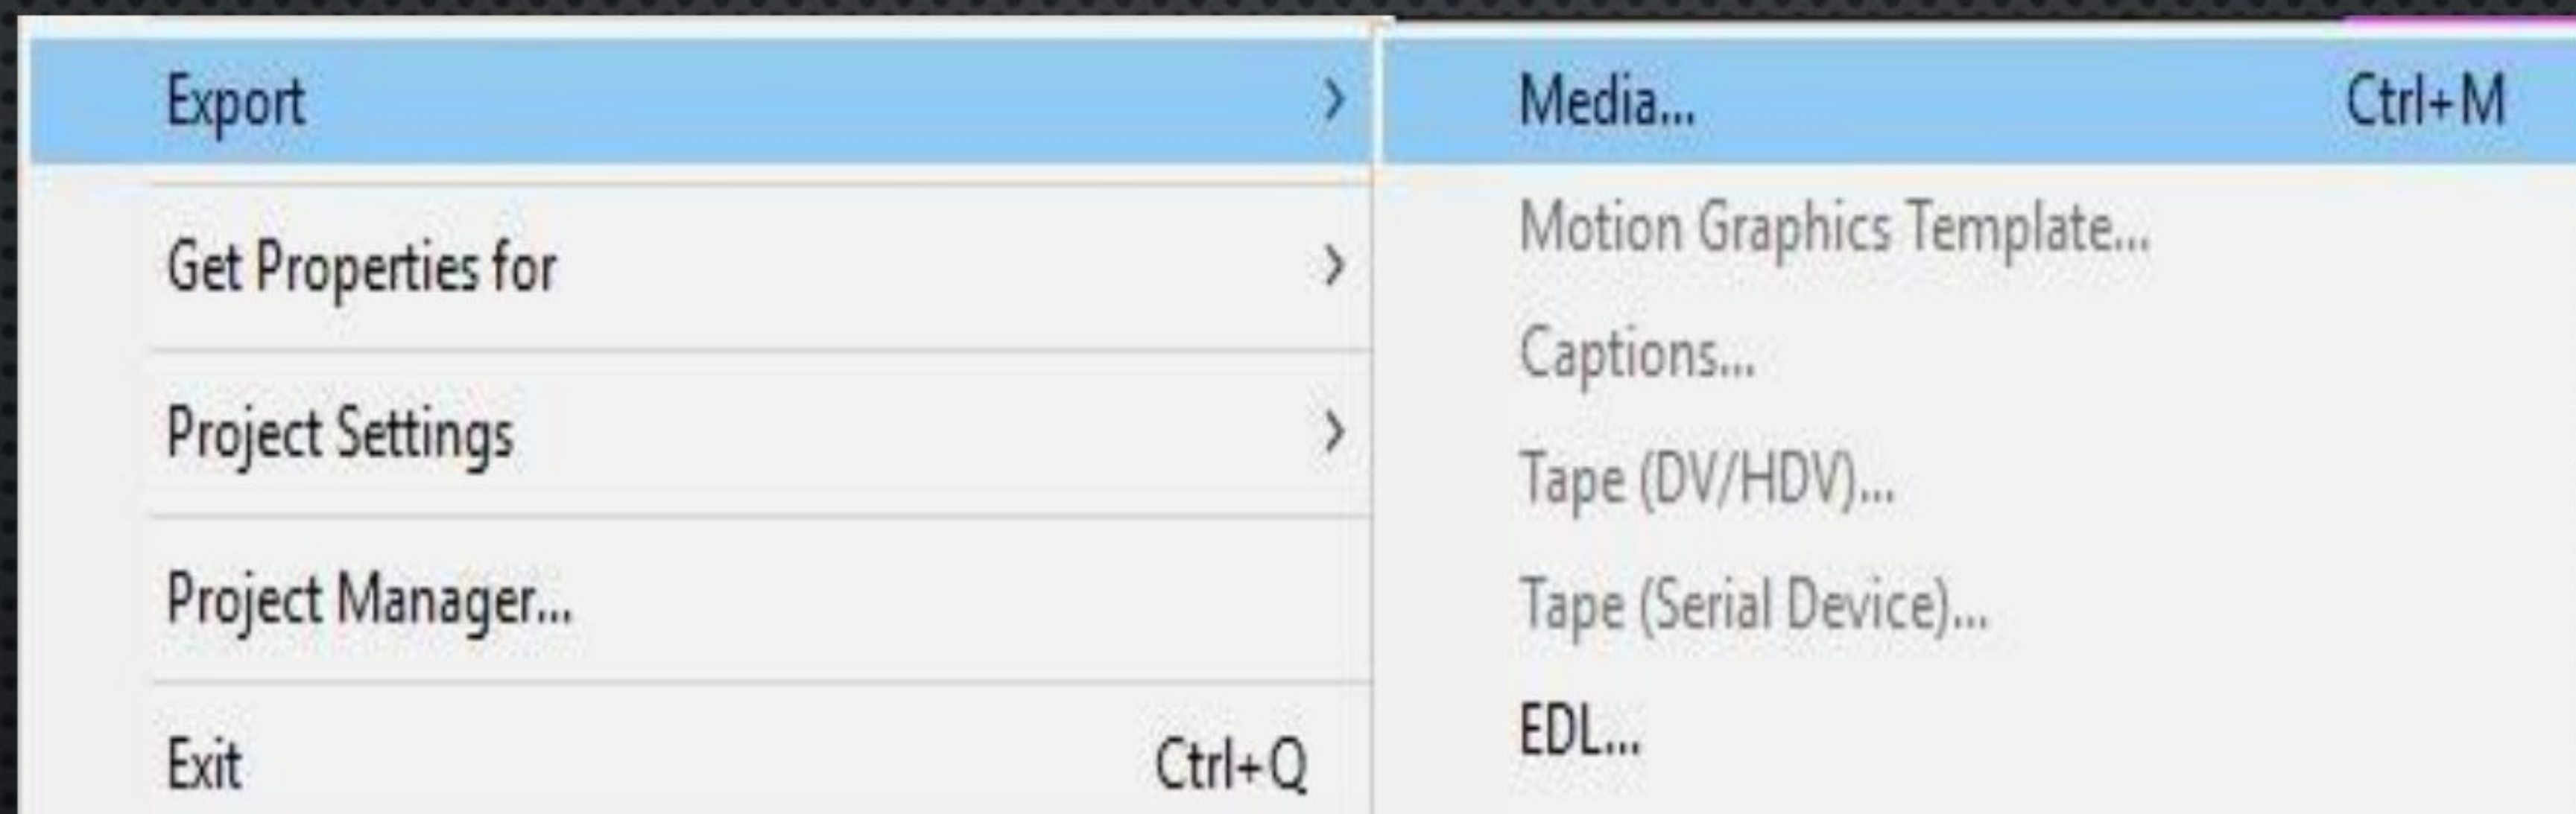 Export
Get Properties for
Project Settings
Project Manager...
Exit Ctrl+Q
Media... Ctrl+M
Motion Graphics Template...
Captions...
Tape (DV/HDV)...
Tape (Serial Device)...
EDL...